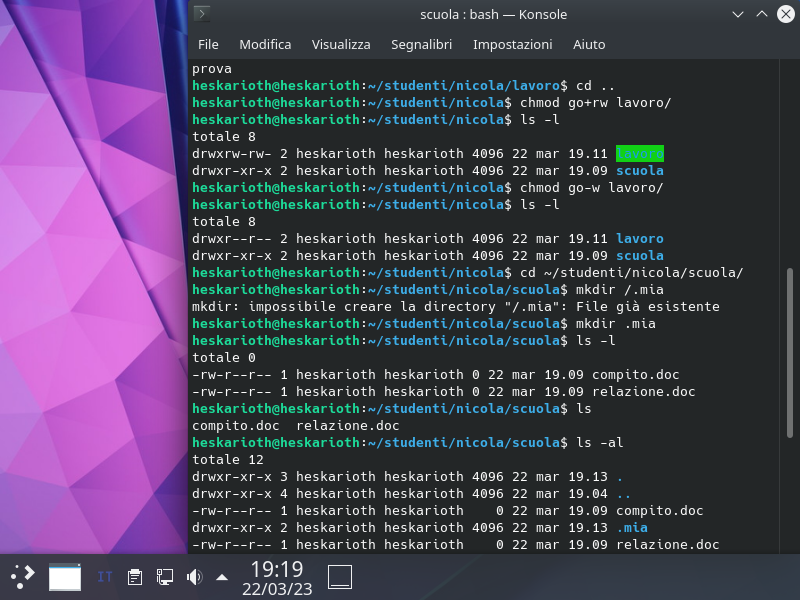 scuola : bash — Konsole
File Modifica Visualizza Segnalibri Impostazioni Aiuto
prova
heskarioth@heskarioth:~/studenti/nicola/lavoro$ cd ..
heskarioth@heskarioth:~/studenti/nicola$ chmod go+rw lavoro/
heskarioth@heskarioth:~/studenti/nicola$ ls -l
totale 8
drwxrw-rw- 2 heskarioth heskarioth 4096 22 mar 19.11 lavoro
drwxr-xr-x 2 heskarioth heskarioth 4096 22 mar 19.09 scuola
heskarioth@heskarioth:~/studenti/nicola$ chmod go-w lavoro/
heskarioth@heskarioth:~/studenti/nicola$ ls -l
totale 8
drwxr--r-- 2 heskarioth heskarioth 4096 22 mar 19.11 lavoro
drwxr-xr-x 2 heskarioth heskarioth 4096 22 mar 19.09 scuola
heskarioth@heskarioth:~/studenti/nicola$ cd ~/studenti/nicola/scuola/
heskarioth@heskarioth:~/studenti/nicola/scuola$ mkdir /.mia
mkdir: impossibile creare la directory "/.mia": File già esistente
heskarioth@heskarioth:~/studenti/nicola/scuola$ mkdir .mia
heskarioth@heskarioth:~/studenti/nicola/scuola$ ls -l
totale 0
-rw-r--r-- 1 heskarioth heskarioth 0 22 mar 19.09 compito.doc
-rw-r--r-- 1 heskarioth heskarioth 0 22 mar 19.09 relazione.doc
heskarioth@heskarioth:~/studenti/nicola/scuola$ ls
compito.doc  relazione.doc
heskarioth@heskarioth:~/studenti/nicola/scuola$ ls -al
totale 12
drwxr-xr-x 3 heskarioth heskarioth 4096 22 mar 19.13 .
drwxr-xr-x 4 heskarioth heskarioth 4096 22 mar 19.04 ..
-rw-r--r-- 1 heskarioth heskarioth    0 22 mar 19.09 compito.doc
drwxr-xr-x 2 heskarioth heskarioth 4096 22 mar 19.13 .mia
-rw-r--r-- 1 heskarioth heskarioth    0 22 mar 19.09 relazione.doc
IT
19:19
22/03/23